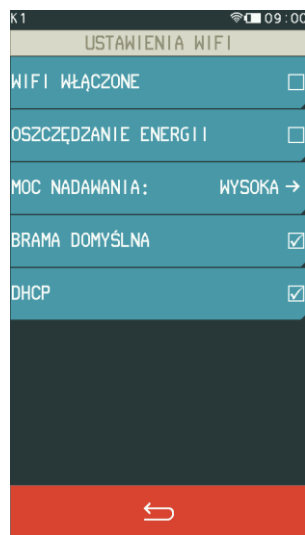 K1 09:00
USTAWIENIA WIFI
WIFI WŁĄCZONE
OSZCZĘDZANIE ENERGII
MOC NADAWANIA: WYSOKA →
BRAMA DOMYŚLNA
DHCP